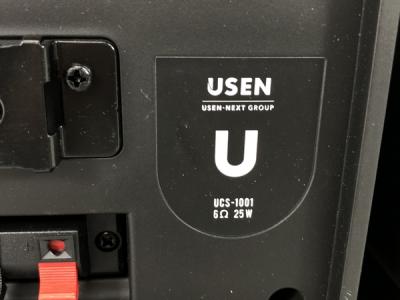 USEN
USEN-NEXT GROUP
U
UCS-1001
6Ω 25W